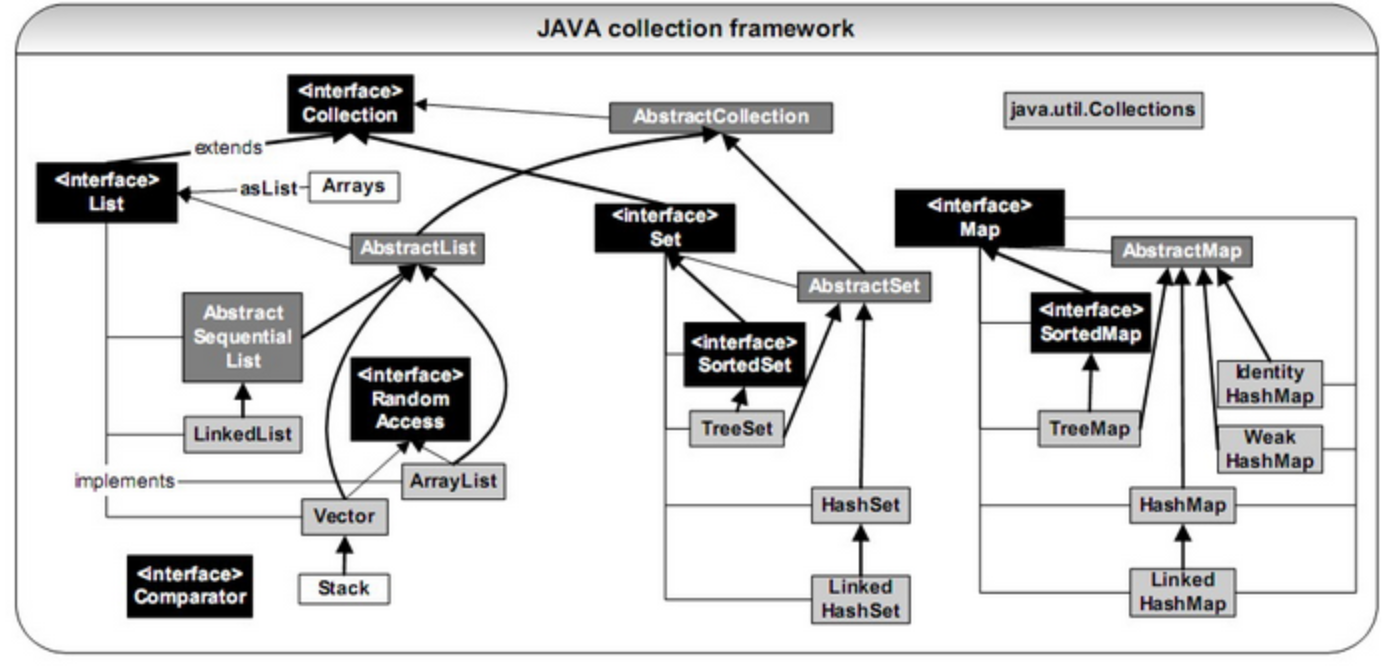 JAVA collection framework
<interface>
Collection
AbstractCollection
java.util.Collections
extends
<interface>
List
asList
Arrays
<interface>
Set
<interface>
Map
AbstractList
AbstractMap
AbstractSet
Abstract
Sequential
List
<interface>
SortedMap
<interface>
SortedSet
<interface>
Random
Access
Identity
HashMap
LinkedList
TreeSet
TreeMap
Weak
HashMap
implements
ArrayList
Vector
HashSet
HashMap
<interface>
Comparator
Stack
Linked
HashSet
Linked
HashMap